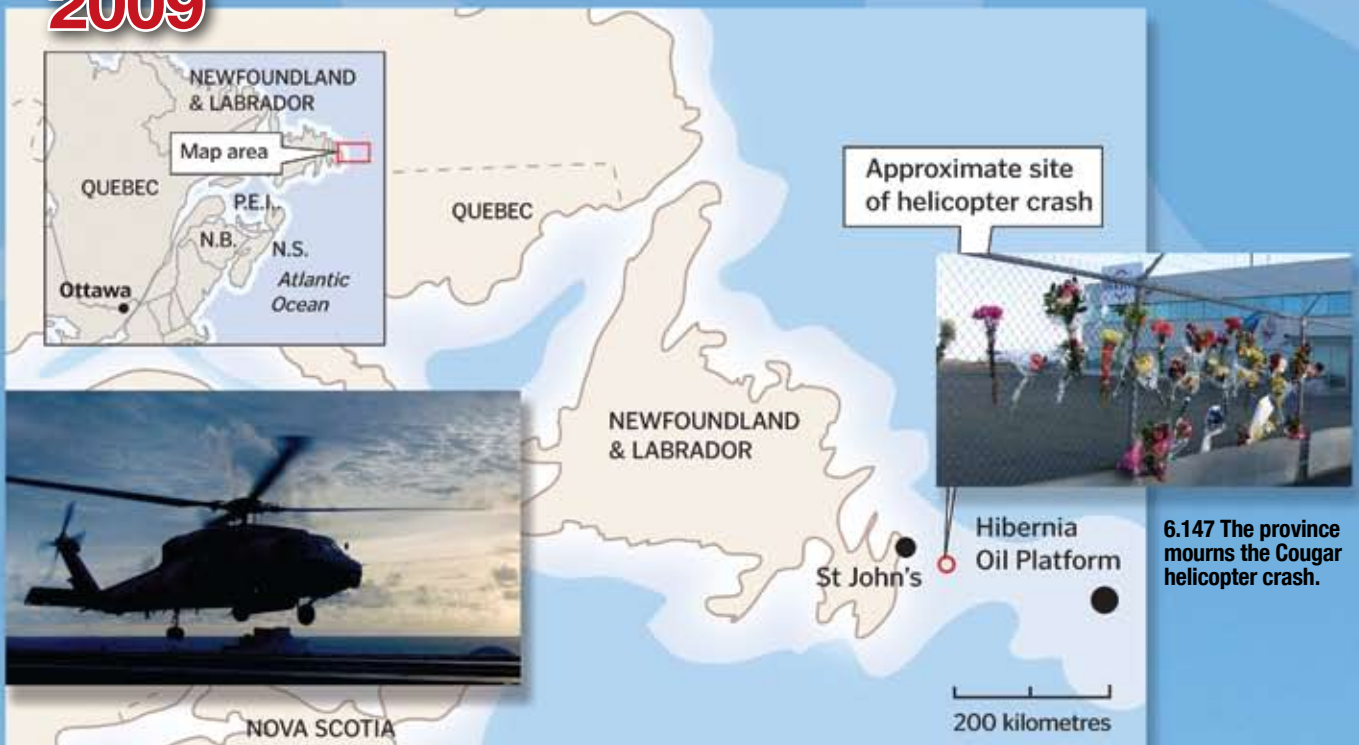 2009
NEWFOUNDLAND
& LABRADOR
Map area
QUEBEC
P.E.I.
N.B.
N.S.
Atlantic
Ocean
Ottawa
QUEBEC
Approximate site
of helicopter crash
NEWFOUNDLAND
& LABRADOR
St John's
Hibernia
Oil Platform
6.147 The province
mourns the Cougar
helicopter crash.
200 kilometres
NOVA SCOTIA